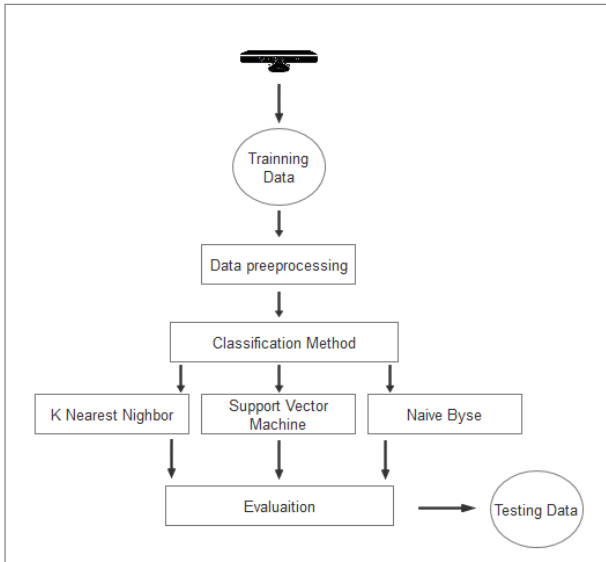 Trainning
Data
Data preeprocessing
Classification Method
K Nearest Nighbor
Support Vector
Machine
Naive Byse
Evaluaition
Testing Data